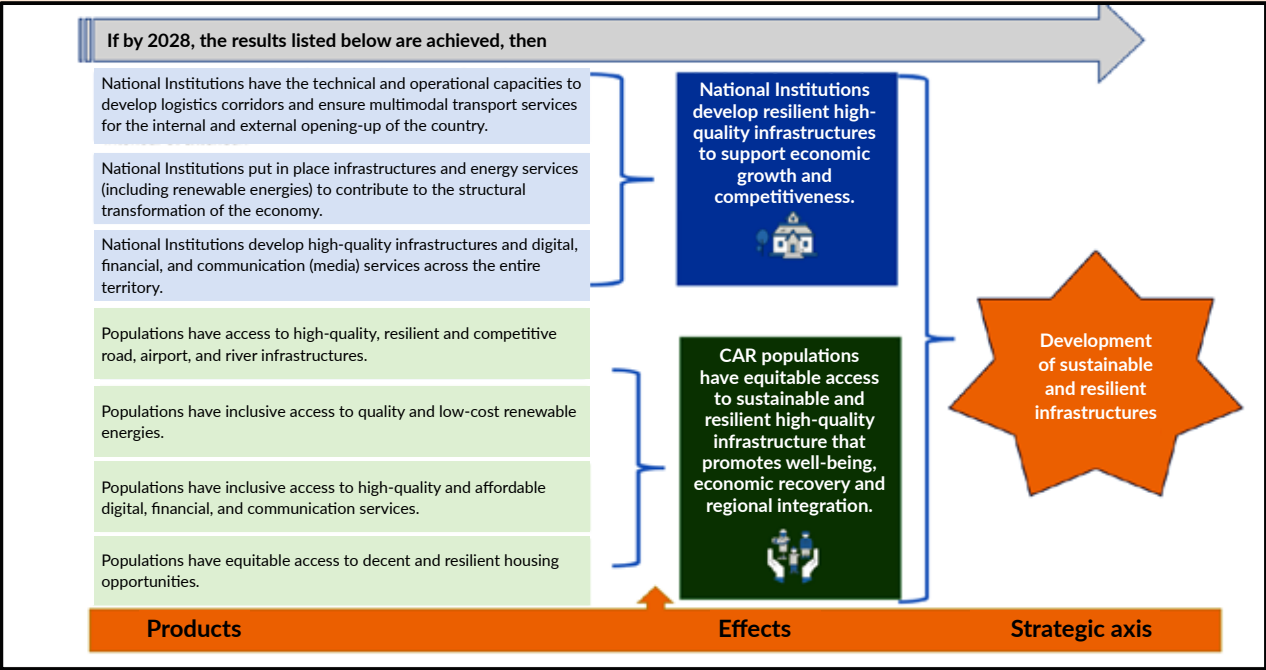 If by 2028, the results listed below are achieved, then
National Institutions have the technical and operational capacities to
develop logistics corridors and ensure multimodal transport services
for the internal and external opening-up of the country.
National Institutions put in place infrastructures and energy services
(including renewable energies) to contribute to the structural
transformation of the economy.
National Institutions develop high-quality infrastructures and digital,
financial, and communication (media) services across the entire
territory.
Populations have access to high-quality, resilient and competitive
road, airport, and river infrastructures.
Populations have inclusive access to quality and low-cost renewable
energies.
Populations have inclusive access to high-quality and affordable
digital, financial, and communication services.
Populations have equitable access to decent and resilient housing
opportunities.
National Institutions
develop resilient high-
quality infrastructures
to support economic
growth and
competitiveness.
CAR populations
have equitable access
to sustainable and
resilient high-quality
infrastructure that
promotes well-being,
economic recovery and
regional integration.
Development
of sustainable
and resilient
infrastructures
Products
Effects
Strategic axis